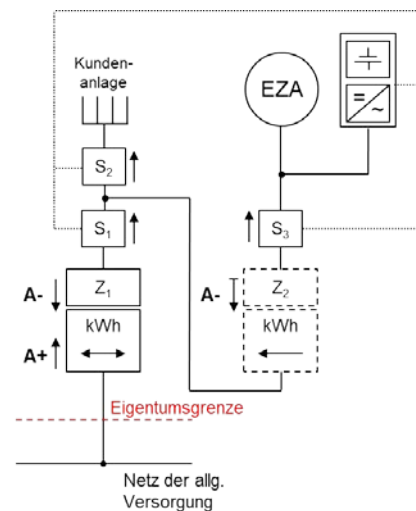 Kunden-
anlage
EZA
=
~
S2
S1
S3
A-
Z1
A-
Z2
kWh
kWh
A+
Eigentumsgrenze
Netz der allg.
Versorgung